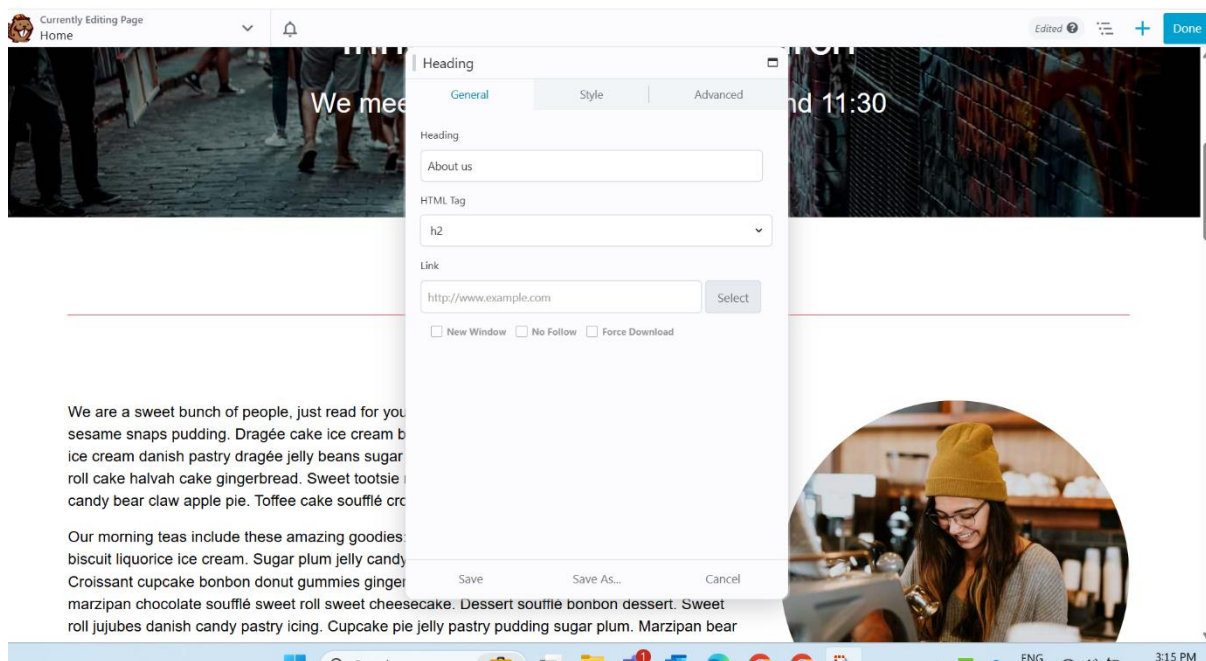 Currently Editing Page
Home
Edited
Done
We mee
nd 11:30
Heading
General
Style
Advanced
Heading
About us
HTML Tag
h2
Link
http://www.example.com
Select
New Window
No Follow
Force Download
We are a sweet bunch of people, just read for you
sesame snaps pudding. Dragée cake ice cream b
ice cream danish pastry dragée jelly beans sugar
roll cake halvah cake gingerbread. Sweet tootsie
candy bear claw apple pie. Toffee cake soufflé cro
Our morning teas include these amazing goodies:
biscuit liquorice ice cream. Sugar plum jelly candy
Croissant cupcake bonbon donut gummies ginger
marzipan chocolate soufflé sweet roll sweet cheesecake. Dessert soufflé bonbon dessert. Sweet
roll jujubes danish candy pastry icing. Cupcake pie jelly pastry pudding sugar plum. Marzipan bear
Save
Save As...
Cancel
1
ENG
3:15 PM